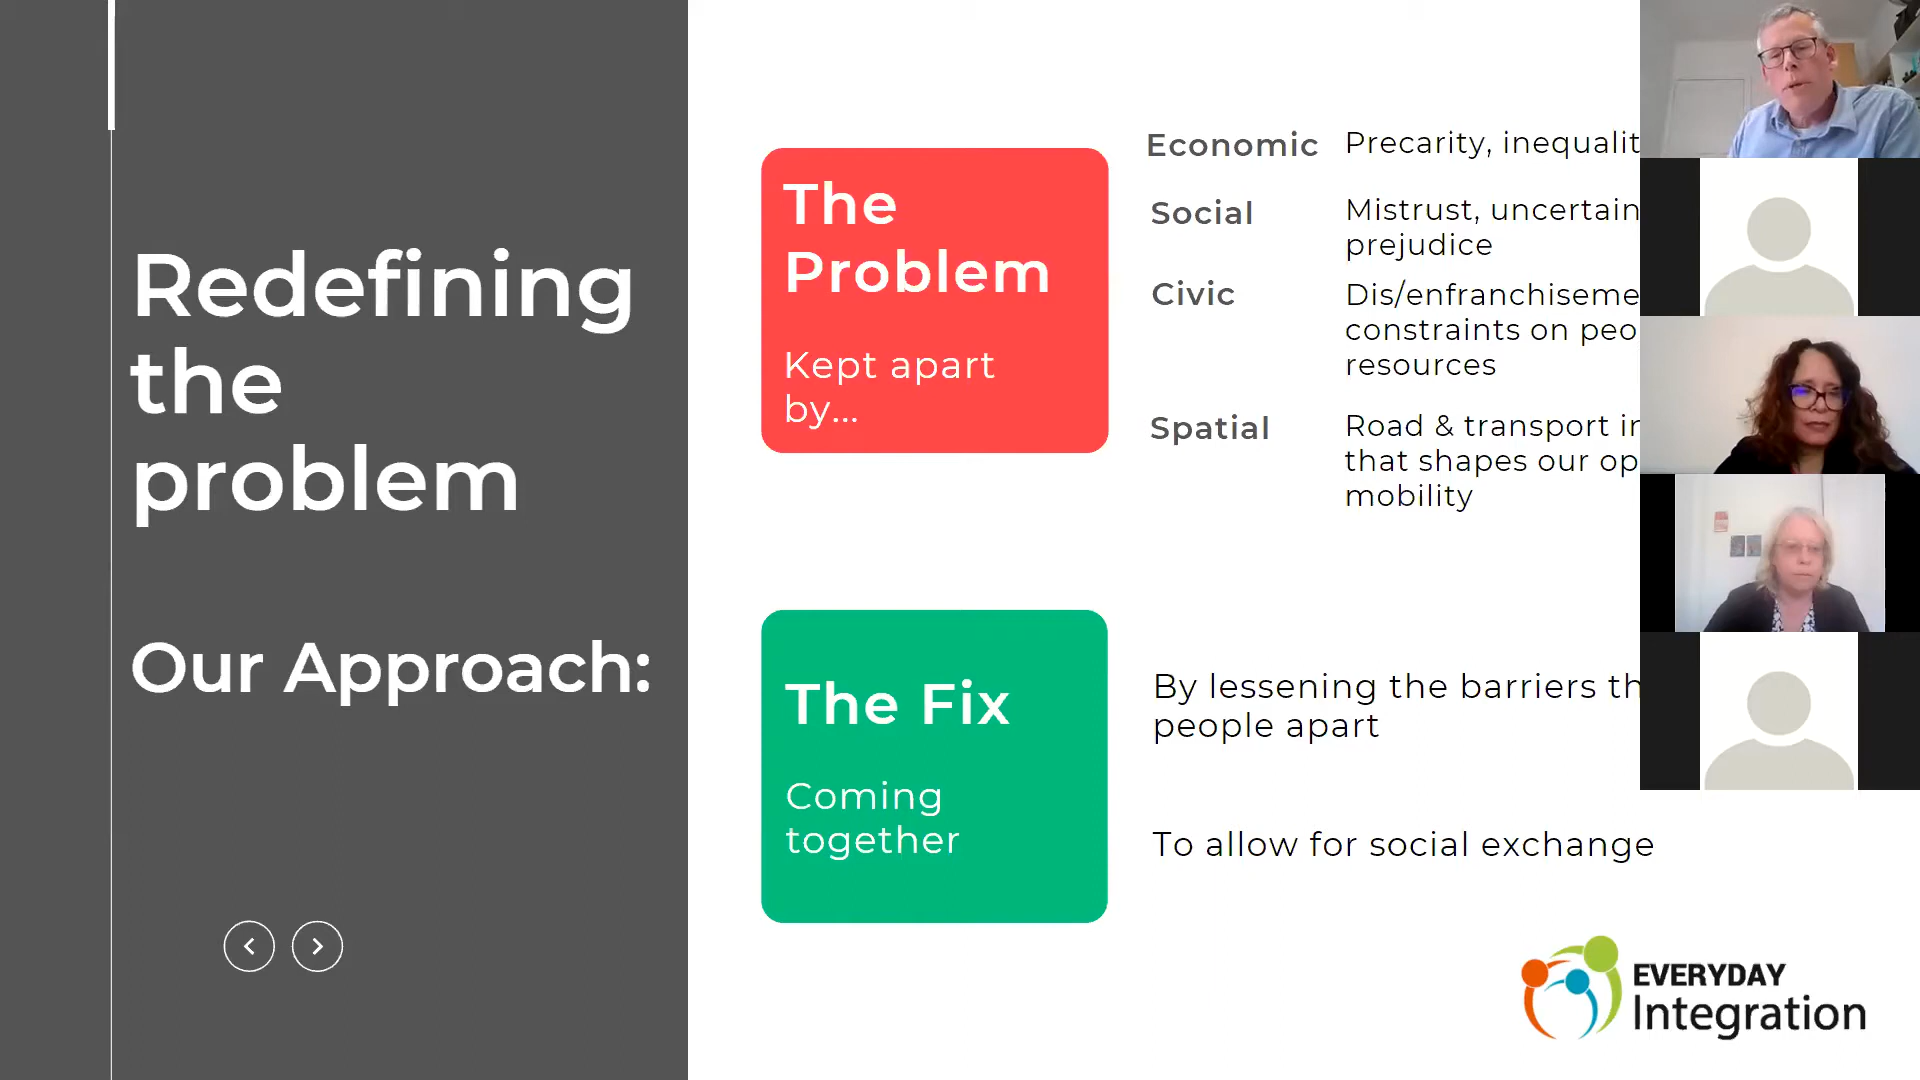 Redefining
the
problem
Our Approach:
The
Problem
Kept apart
by...
Economic Precarity, inequalit
Social Mistrust, uncertain
prejudice
Civic Dis/enfranchiseme
constraints on peo
resources
Spatial Road & transport in
that shapes our op
mobility
The Fix
Coming
together
By lessening the barriers th
people apart
To allow for social exchange
EVERYDAY
Integration